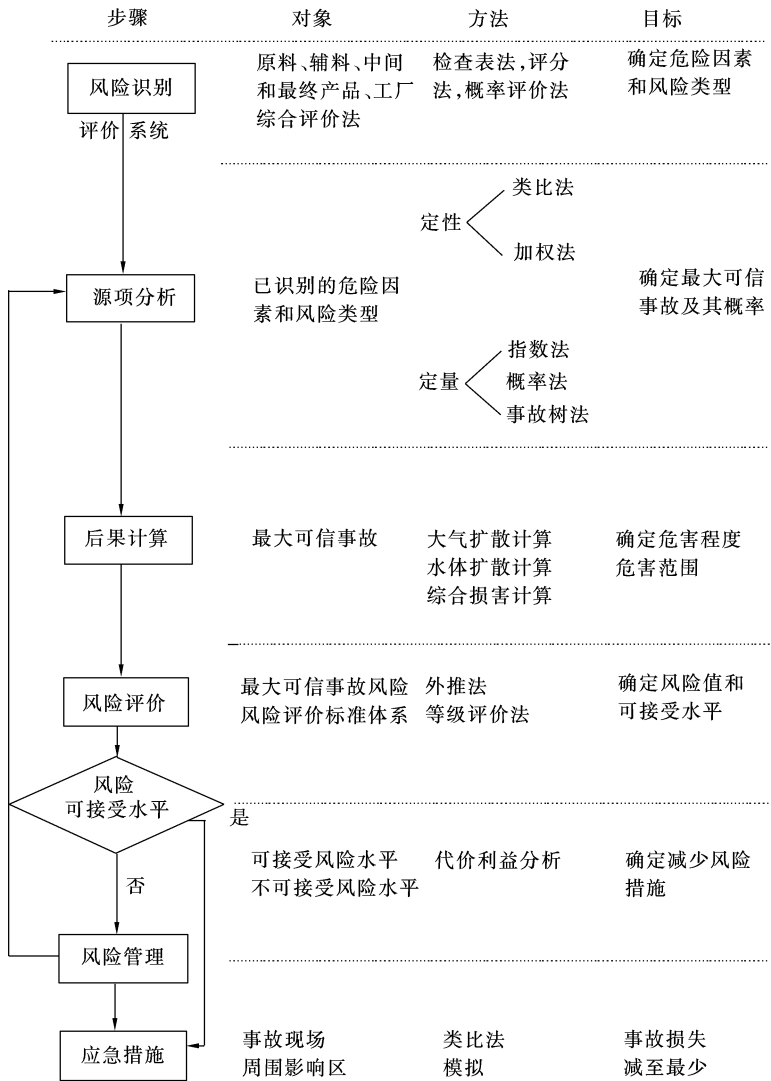 步骤 对象 方法 目标
风险识别
评价 系统
原料、辅料、中间
和最终产品、工厂
综合评价法
检查表法,评分
法,概率评价法
确定危险因素
和风险类型
源项分析
已识别的危险因
素和风险类型
定性
类比法
加权法
定量
指数法
概率法
事故树法
确定最大可信
事故及其概率
后果计算
最大可信事故
大气扩散计算
水体扩散计算
综合损害计算
确定危害程度
危害范围
风险评价
最大可信事故风险
风险评价标准体系
外推法
等级评价法
确定风险值和
可接受水平
风险
可接受水平
是
否
可接受风险水平
不可接受风险水平
代价利益分析
确定减少风险
措施
风险管理
应急措施
事故现场
周围影响区
类比法
模拟
事故损失
减至最少